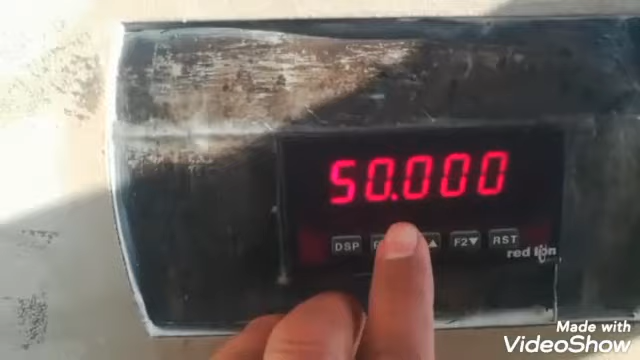 50.000
DSP
▲
F2▼
RST
red lion
Made with
VideoShow